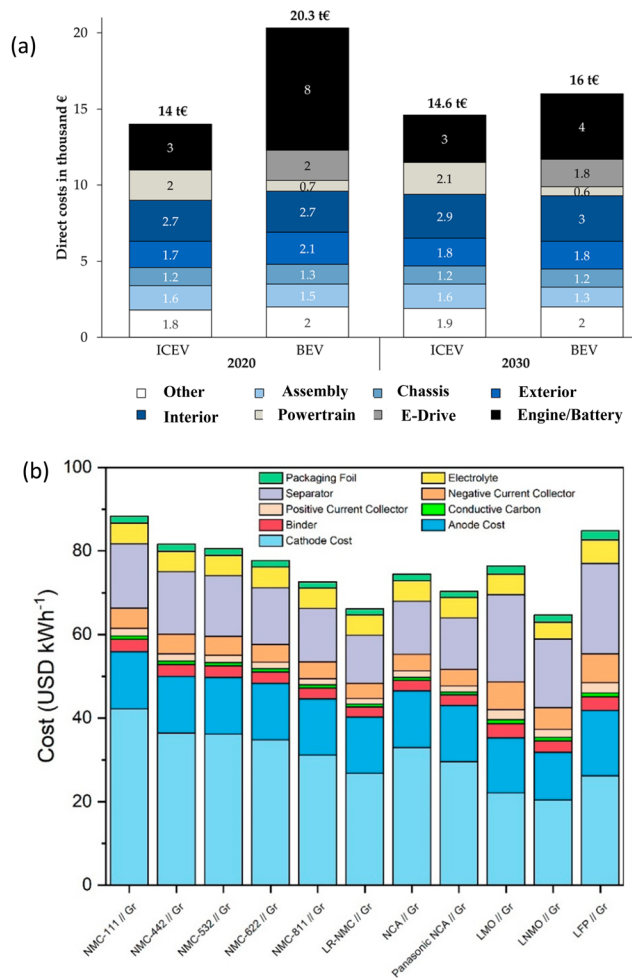 (a)
Direct costs in thousand €
20
15
10
5
0
14 t€
3
2
2.7
1.7
1.2
1.6
1.8
20.3 t€
8
2
0.7
2.7
2.1
1.3
1.5
2
14.6 t€
3
2.1
2.9
1.8
1.2
1.6
1.9
16 t€
4
1.8
0.6
3
1.8
1.2
1.3
2
ICEV BEV ICEV BEV
2020 2030
Other Assembly Chassis Exterior
Interior Powertrain E-Drive Engine/Battery
(b)
Cost (USD kWh⁻¹)
100
80
60
40
20
0
Packaging Foil Electrolyte
Separator Negative Current Collector
Positive Current Collector Conductive Carbon
Binder Anode Cost
Cathode Cost
NMC-111 // Gr
NMC-442 // Gr
NMC-532 // Gr
NMC-622 // Gr
NMC-811 // Gr
LR-NMC // Gr
NCA // Gr
Panasonic NCA // Gr
LMO // Gr
LNMO // Gr
LFP // Gr